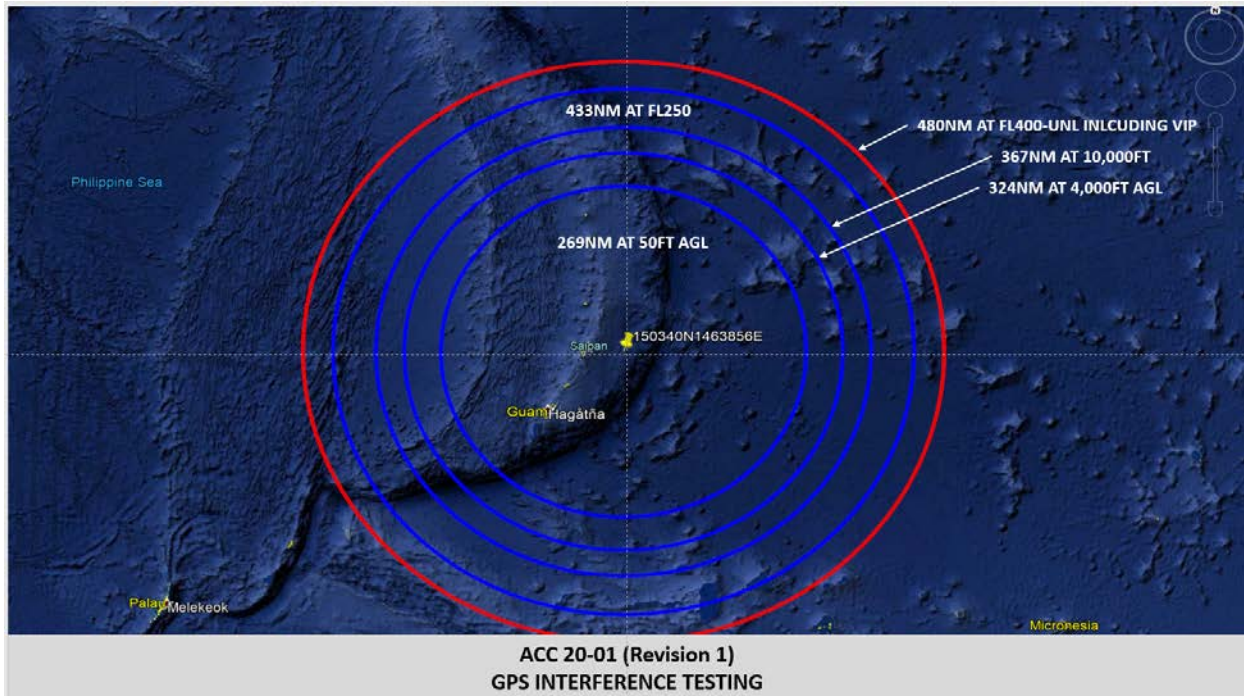 N
433NM AT FL250
480NM AT FL400-UNL INLCUDING VIP
367NM AT 10,000FT
Philippine Sea
324NM AT 4,000FT AGL
269NM AT 50FT AGL
150340N1463856E
Saipan
Guam
Hagåtña
Palau
Melekeok
Micronesia
ACC 20-01 (Revision 1)
GPS INTERFERENCE TESTING